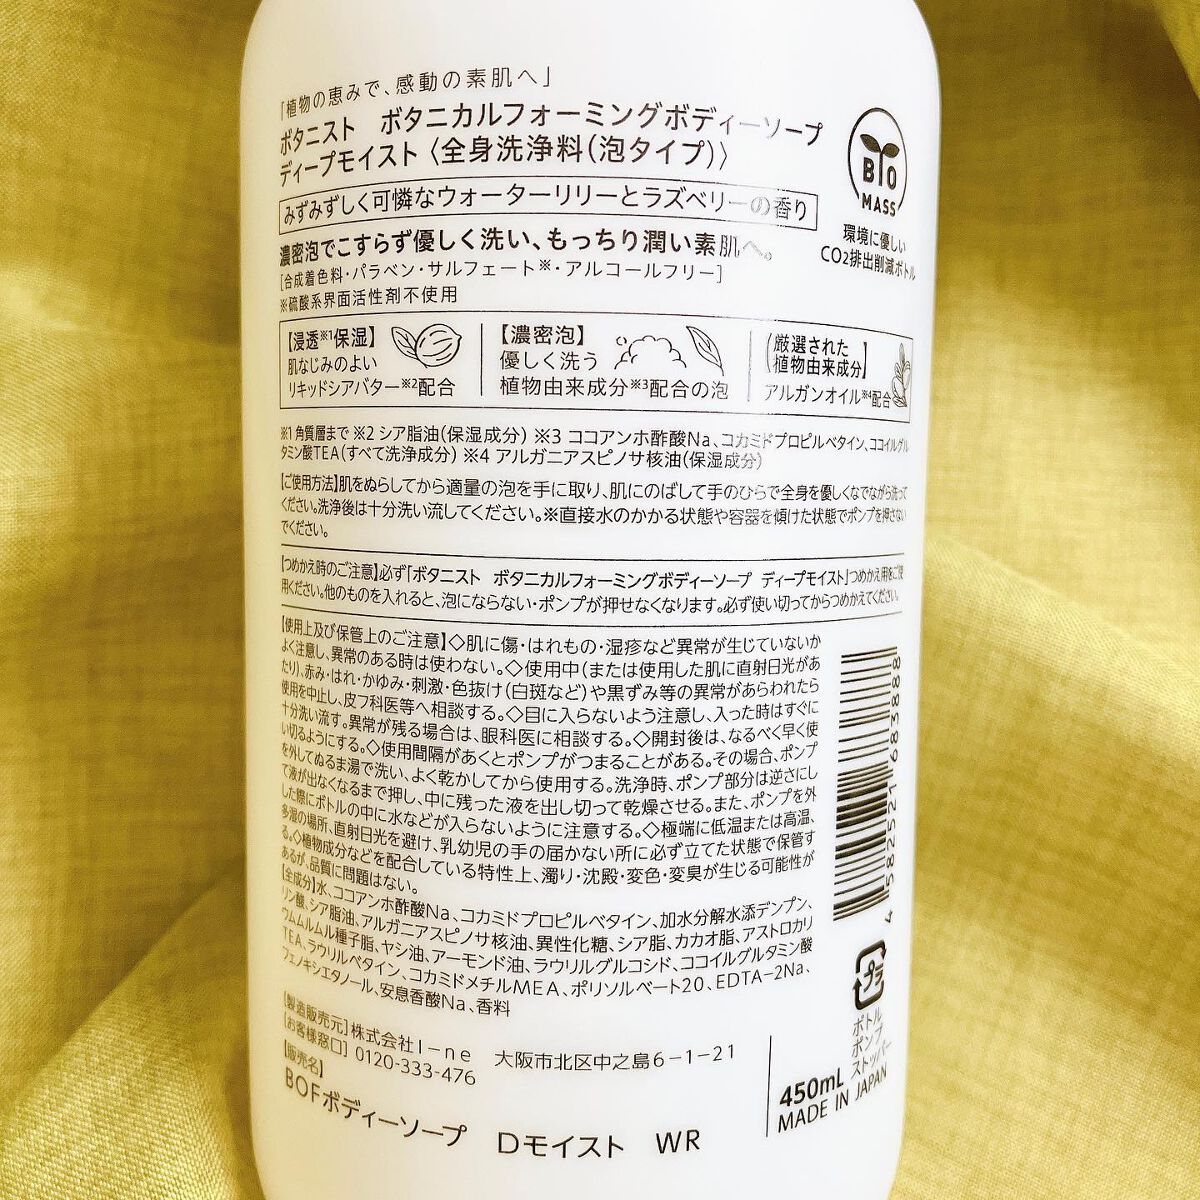 「植物の恵みで、感動の素肌へ」
ボタニスト ボタニカルフォーミングボディーソープ
ディープモイスト〈全身洗浄料(泡タイプ)〉
みずみずしく可憐なウォーターリリーとラズベリーの香り
濃密泡でこすらず優しく洗い、もっちり潤い素肌へ。
[合成着色料・パラベン・サルフェート※・アルコールフリー]
※硫酸系界面活性剤不使用
BIO
MASS
環境に優しい
CO2排出削減ボトル
【浸透※1保湿】
肌なじみのよい
リキッドシアバター※2配合
【濃密泡】
優しく洗う
植物由来成分※3配合の泡
[厳選された
植物由来成分]
アルガンオイル※4配合
※1 角質層まで ※2 シア脂油(保湿成分) ※3 ココアンホ酢酸Na、コカミドプロピルベタイン、ココイルグル
タミン酸TEA(すべて洗浄成分) ※4 アルガニアスピノサ核油(保湿成分)
【ご使用方法】肌をぬらしてから適量の泡を手に取り、肌にのばして手のひらで全身を優しくなでながら洗って
ください。洗浄後は十分洗い流してください。※直接水のかかる状態や容器を傾けた状態でポンプを押さない
でください。
【つめかえ時のご注意】必ず「ボタニスト ボタニカルフォーミングボディーソープ ディープモイスト」つめかえ用をご使
用ください。他のものを入れると、泡にならない・ポンプが押せなくなります。必ず使い切ってからつめかえてください。
【使用上及び保管上のご注意】◇肌に傷・はれもの・湿疹など異常が生じていないか
よく注意し、異常のある時は使わない。◇使用中(または使用した肌に直射日光があ
たり)、赤み・はれ・かゆみ・刺激・色抜け(白斑など)や黒ずみ等の異常があらわれたら
使用を中止し、皮フ科医等へ相談する。◇目に入らないよう注意し、入った時はすぐに
十分洗い流す。異常が残る場合は、眼科医に相談する。◇開封後は、なるべく早く使
い切るようにする。◇使用間隔があくとポンプがつまることがある。その場合、ポンプ
を外してぬるま湯で洗い、よく乾かしてから使用する。洗浄時、ポンプ部分は逆さにし
て液が出なくなるまで押し、中に残った液を出し切って乾燥させる。また、ポンプを外
した際にボトルの中に水などが入らないように注意する。◇極端に低温または高温、
多湿の場所、直射日光を避け、乳幼児の手の届かない所に必ず立てた状態で保管す
る。◇植物成分などを配合している特性上、濁り・沈殿・変色・変臭が生じる可能性が
あるが、品質に問題はない。
【全成分】水、ココアンホ酢酸Na、コカミドプロピルベタイン、加水分解水添デンプン、
リン酸、シア脂油、アルガニアスピノサ核油、異性化糖、シア脂、カカオ脂、アストロカリ
ウムムルムル種子脂、ヤシ油、アーモンド油、ラウリルグルコシド、ココイルグルタミン酸
TEA、ラウリルベタイン、コカミドメチルMEA、ポリソルベート20、EDTA-2Na、
フェノキシエタノール、安息香酸Na、香料
4 582521 683888
【製造販売元】株式会社I-ne 大阪市北区中之島6-1-21
【お客様窓口】0120-333-476
【販売名】
BOFボディーソープ Dモイスト WR
プラ
ボトル
ポンプ
ストッパー
450mL
MADE IN JAPAN